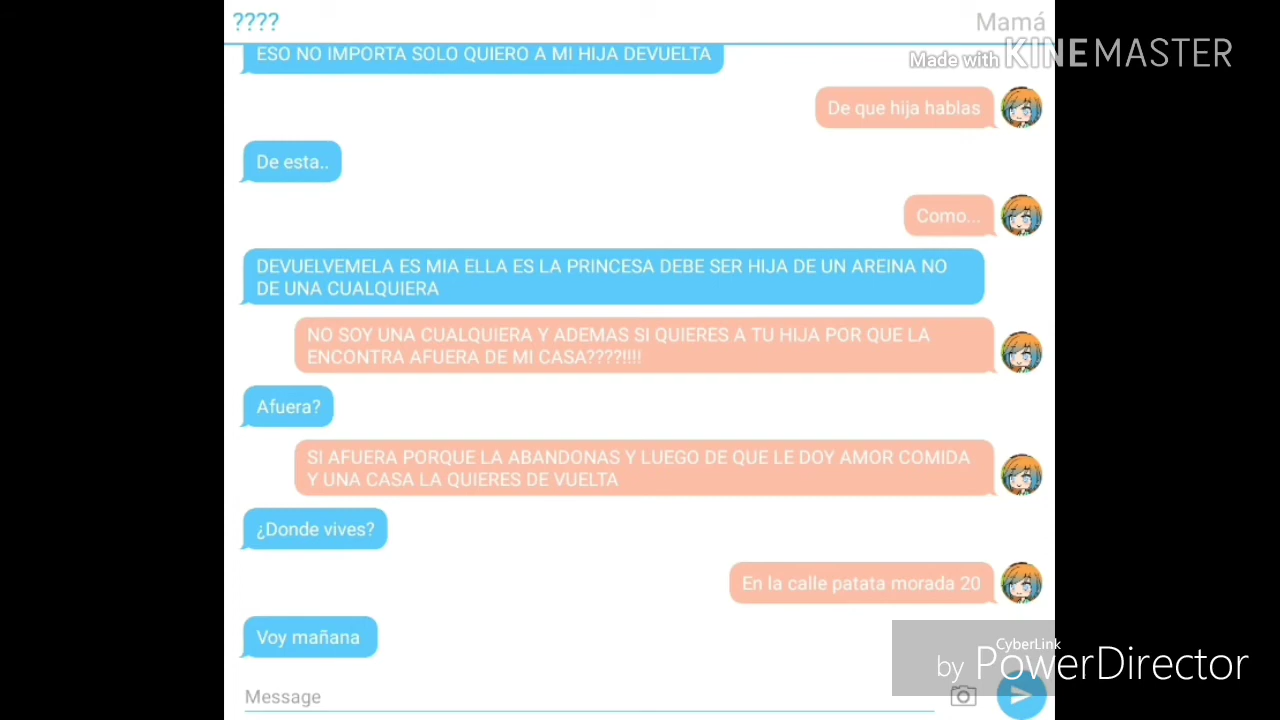 ????
Mamá
Made with KINEMASTER
ESO NO IMPORTA SOLO QUIERO A MI HIJA DEVUELTA
De que hija hablas
De esta..
Como...
DEVUELVEMELA ES MIA ELLA ES LA PRINCESA DEBE SER HIJA DE UN AREINA NO
DE UNA CUALQUIERA
NO SOY UNA CUALQUIERA Y ADEMAS SI QUIERES A TU HIJA POR QUE LA
ENCONTRA AFUERA DE MI CASA????!!!!
Afuera?
SI AFUERA PORQUE LA ABANDONAS Y LUEGO DE QUE LE DOY AMOR COMIDA
Y UNA CASA LA QUIERES DE VUELTA
¿Donde vives?
En la calle patata morada 20
Voy mañana
CyberLink
by PowerDirector
Message